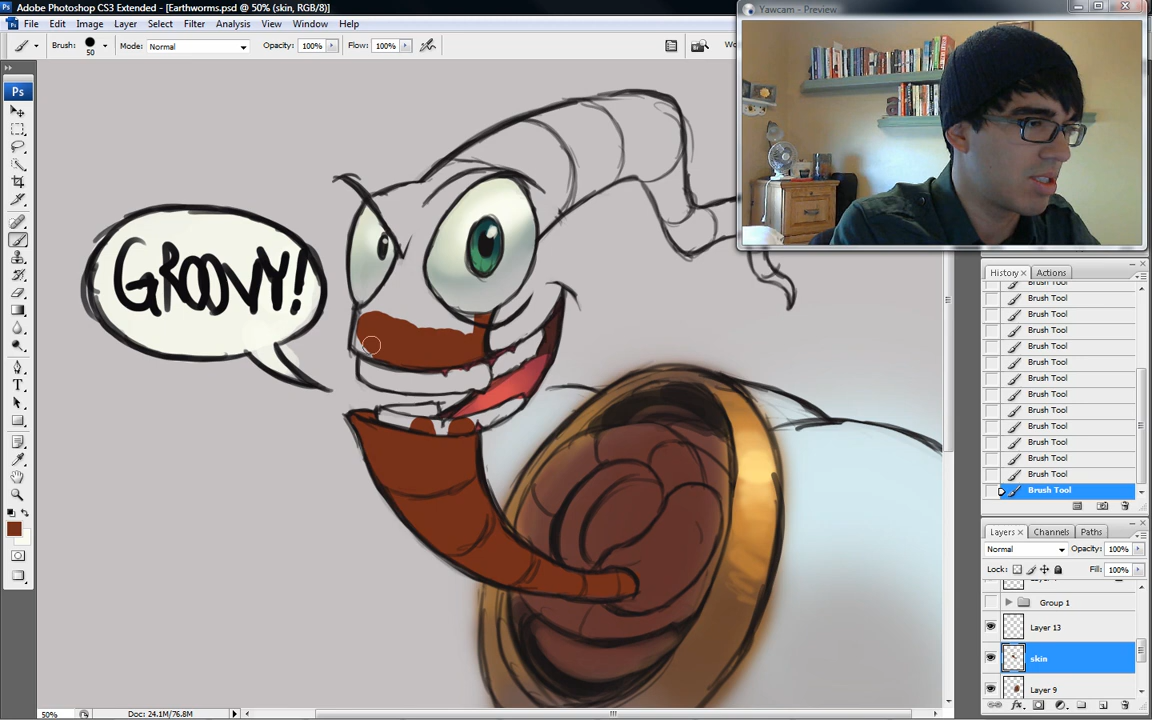 Adobe Photoshop CS3 Extended - [Earthworms.psd @ 50% (skin, RGB/8)]
Yawcam - Preview
File Edit Image Layer Select Filter Analysis View Window Help
Brush: 50 Mode: Normal Opacity: 100% Flow: 100%
Ps
GROOVY!
History Actions
Brush Tool
Brush Tool
Brush Tool
Brush Tool
Brush Tool
Brush Tool
Brush Tool
Brush Tool
Brush Tool
Brush Tool
Brush Tool
Brush Tool
Brush Tool
Brush Tool
Layers Channels Paths
Normal Opacity: 100%
Lock: Fill: 100%
Group 1
Layer 13
skin
Layer 9
50% Doc: 24.1M/76.8M